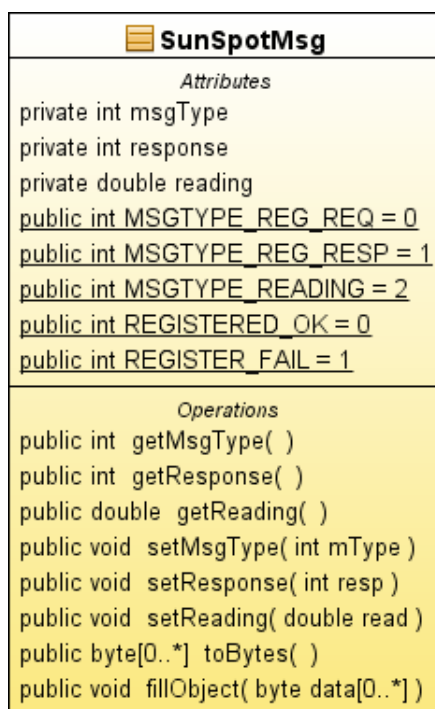 SunSpotMsg
Attributes
private int msgType
private int response
private double reading
public int MSGTYPE_REG_REQ = 0
public int MSGTYPE_REG_RESP = 1
public int MSGTYPE_READING = 2
public int REGISTERED_OK = 0
public int REGISTER_FAIL = 1
Operations
public int getMsgType( )
public int getResponse( )
public double getReading( )
public void setMsgType( int mType )
public void setResponse( int resp )
public void setReading( double read )
public byte[0..*] toBytes( )
public void fillObject( byte data[0..*] )